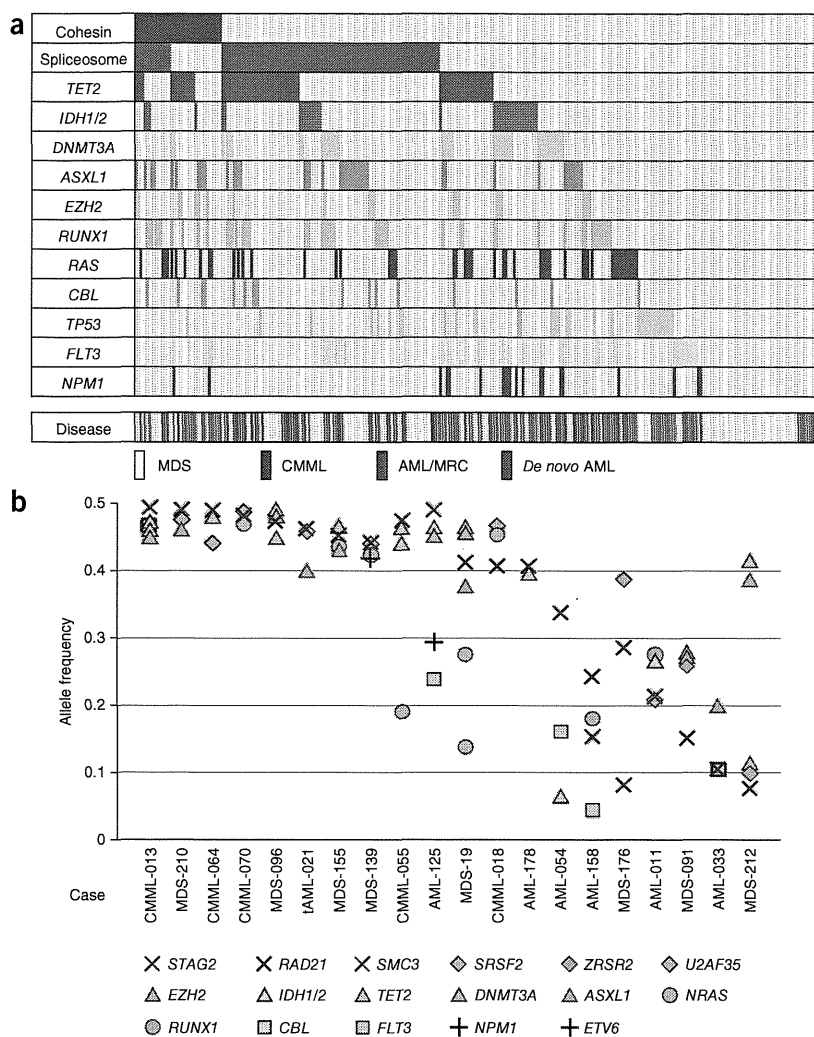 a
Cohesin
Spliceosome
TET2
IDH1/2
DNMT3A
ASXL1
EZH2
RUNX1
RAS
CBL
TP53
FLT3
NPM1
Disease
MDS CMML AML/MRC De novo AML
b
Allele frequency
0.5
0.4
0.3
0.2
0.1
0
Case
CMML-013
MDS-210
CMML-064
CMML-070
MDS-096
tAML-021
MDS-155
MDS-139
CMML-055
AML-125
MDS-19
CMML-018
AML-178
AML-054
AML-158
MDS-176
AML-011
MDS-091
AML-033
MDS-212
STAG2 RAD21 SMC3 SRSF2 ZRSR2 U2AF35
EZH2 IDH1/2 TET2 DNMT3A ASXL1 NRAS
RUNX1 CBL FLT3 NPM1 ETV6